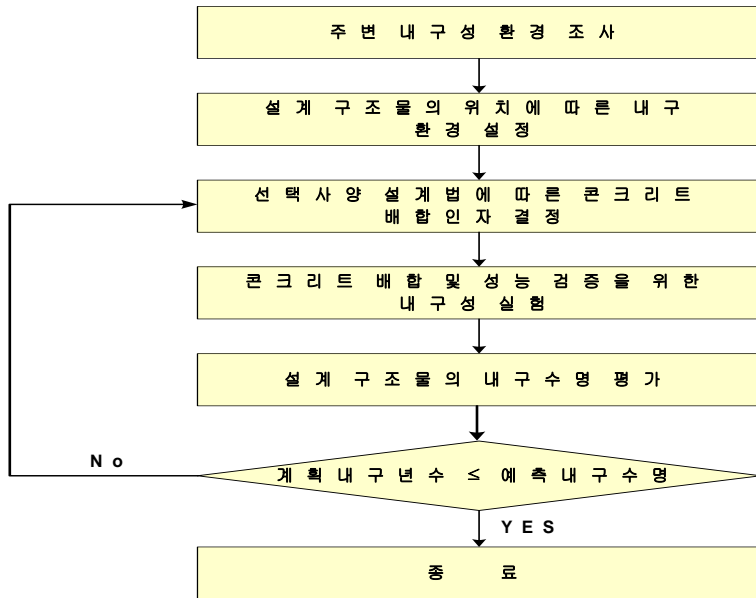 주변 내구성 환경 조사
설계 구조물의 위치에 따른 내구
환경 설정
선택사양 설계법에 따른 콘크리트
배합인자 결정
콘크리트 배합 및 성능 검증을 위한
내구성 실험
설계 구조물의 내구수명 평가
No
계획내구년수 ≤ 예측내구수명
YES
종 료